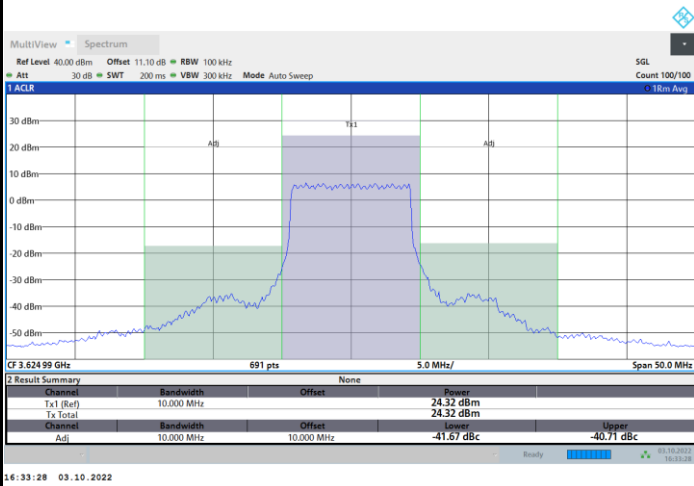 MultiView Spectrum
Ref Level 40.00 dBm Offset 11.10 dB RBW 100 kHz SGL
Att 30 dB SWT 200 ms VBW 300 kHz Mode Auto Sweep Count 100/100
1 ACLR 1Rm Avg
30 dBm
Tx1
20 dBm
Adj Adj
10 dBm
0 dBm
-10 dBm
-20 dBm
-30 dBm
-40 dBm
-50 dBm
CF 3.62499 GHz 691 pts 5.0 MHz/ Span 50.0 MHz
2 Result Summary None
Channel Bandwidth Offset Power
Tx1 (Ref) 10.000 MHz 24.32 dBm
Tx Total 24.32 dBm
Channel Bandwidth Offset Lower Upper
Adj 10.000 MHz 10.000 MHz -41.67 dBc -40.71 dBc
Ready 03.10.2022
16:33:28
16:33:28 03.10.2022